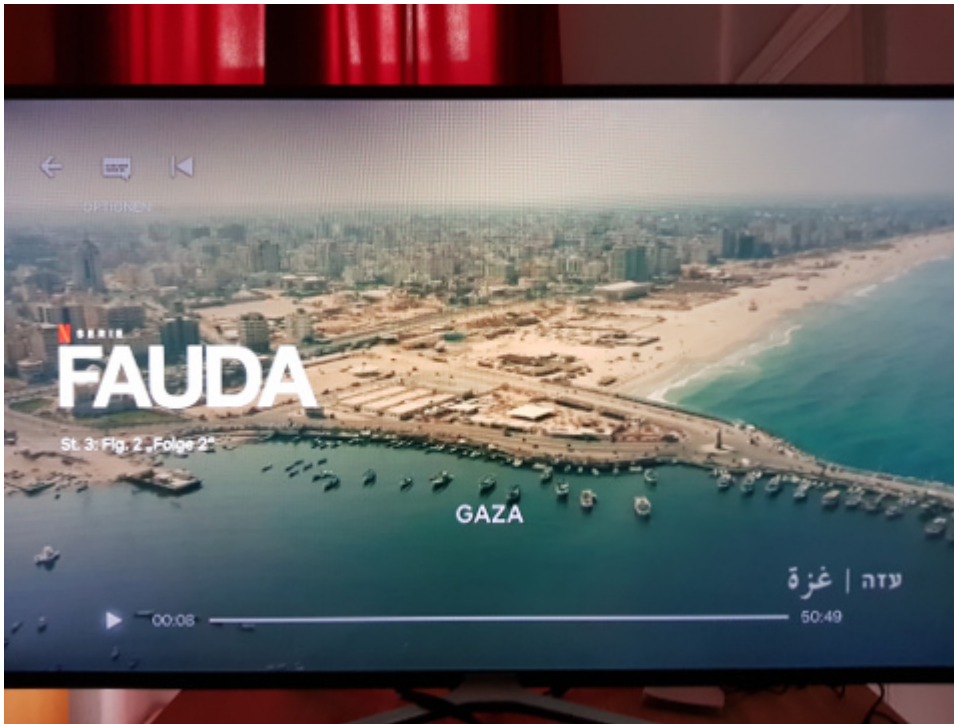 OPTIONEN
N SERIE
FAUDA
St. 3: Flg. 2 „Folge 2“
GAZA
غزة | עזה
00:08
50:49